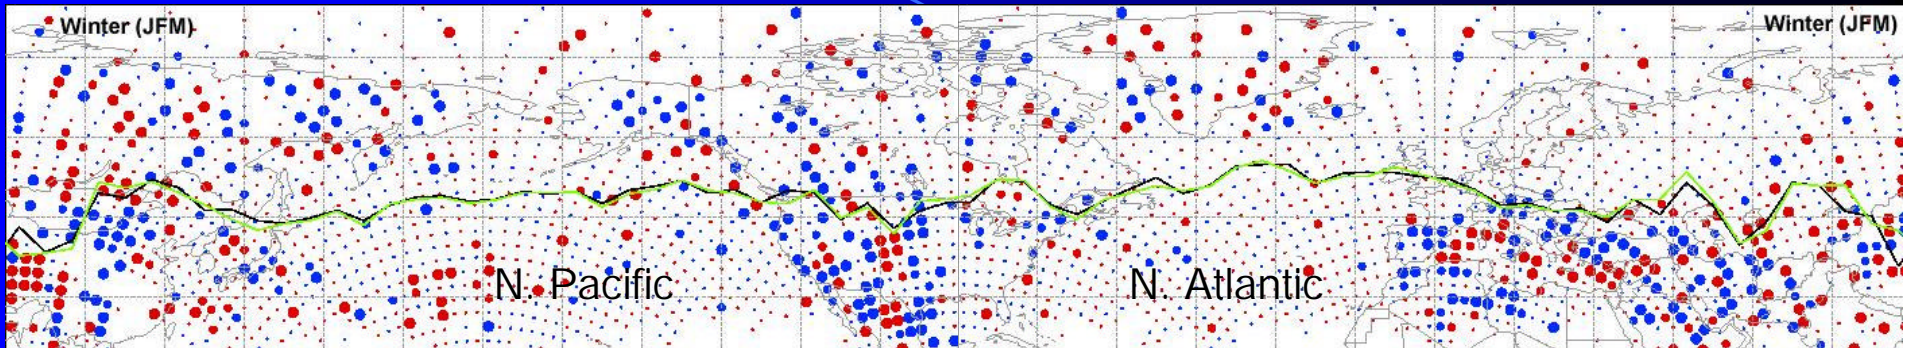 Winter (JFM)
Winter (JFM)
N. Pacific
N. Atlantic